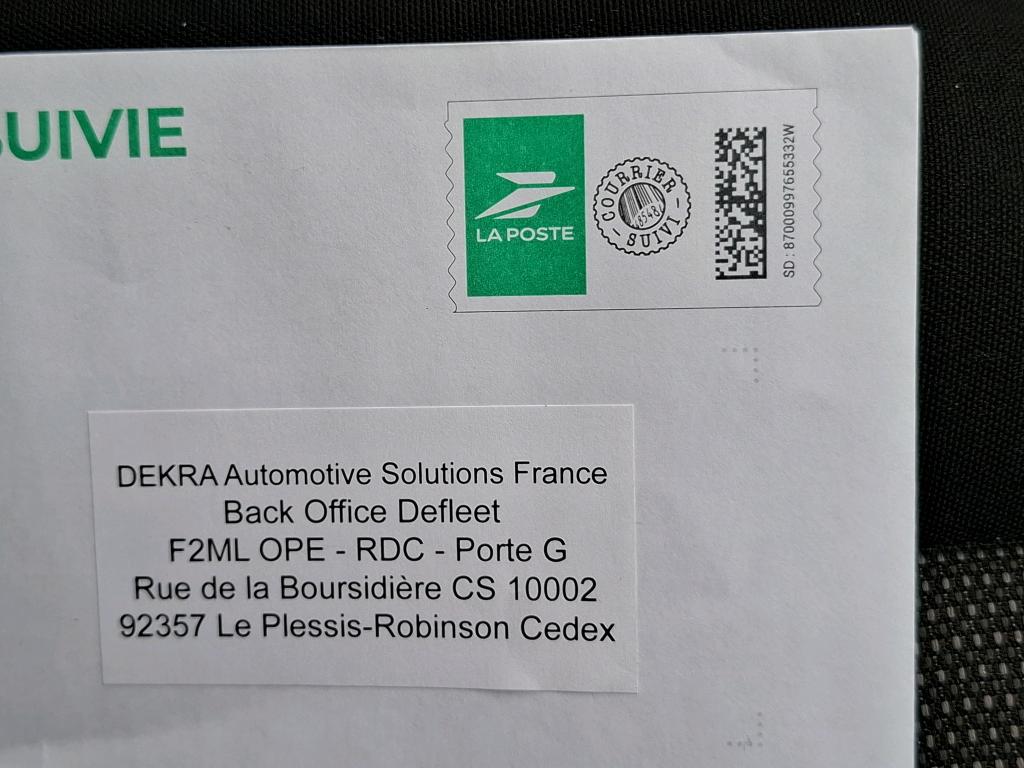 SUIVIE
LA POSTE
COURRIER
SUIVI
SD : 87000997655332W
DEKRA Automotive Solutions France
Back Office Defleet
F2ML OPE - RDC - Porte G
Rue de la Boursidière CS 10002
92357 Le Plessis-Robinson Cedex